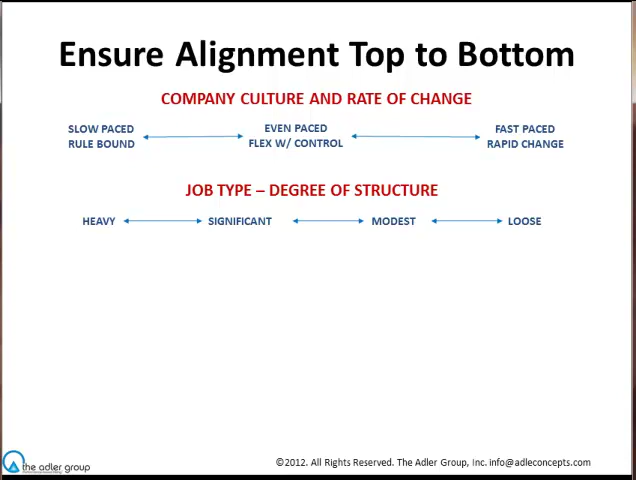 Ensure Alignment Top to Bottom
COMPANY CULTURE AND RATE OF CHANGE
SLOW PACED
RULE BOUND
EVEN PACED
FLEX W/ CONTROL
FAST PACED
RAPID CHANGE
JOB TYPE – DEGREE OF STRUCTURE
HEAVY SIGNIFICANT MODEST LOOSE
the adler group
©2012. All Rights Reserved. The Adler Group, Inc. info@adleconcepts.com